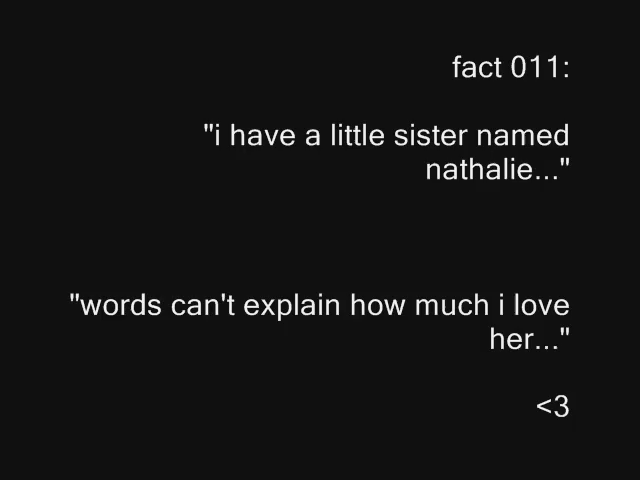 fact 011:
"i have a little sister named
nathalie..."
"words can't explain how much i love
her..."
<3